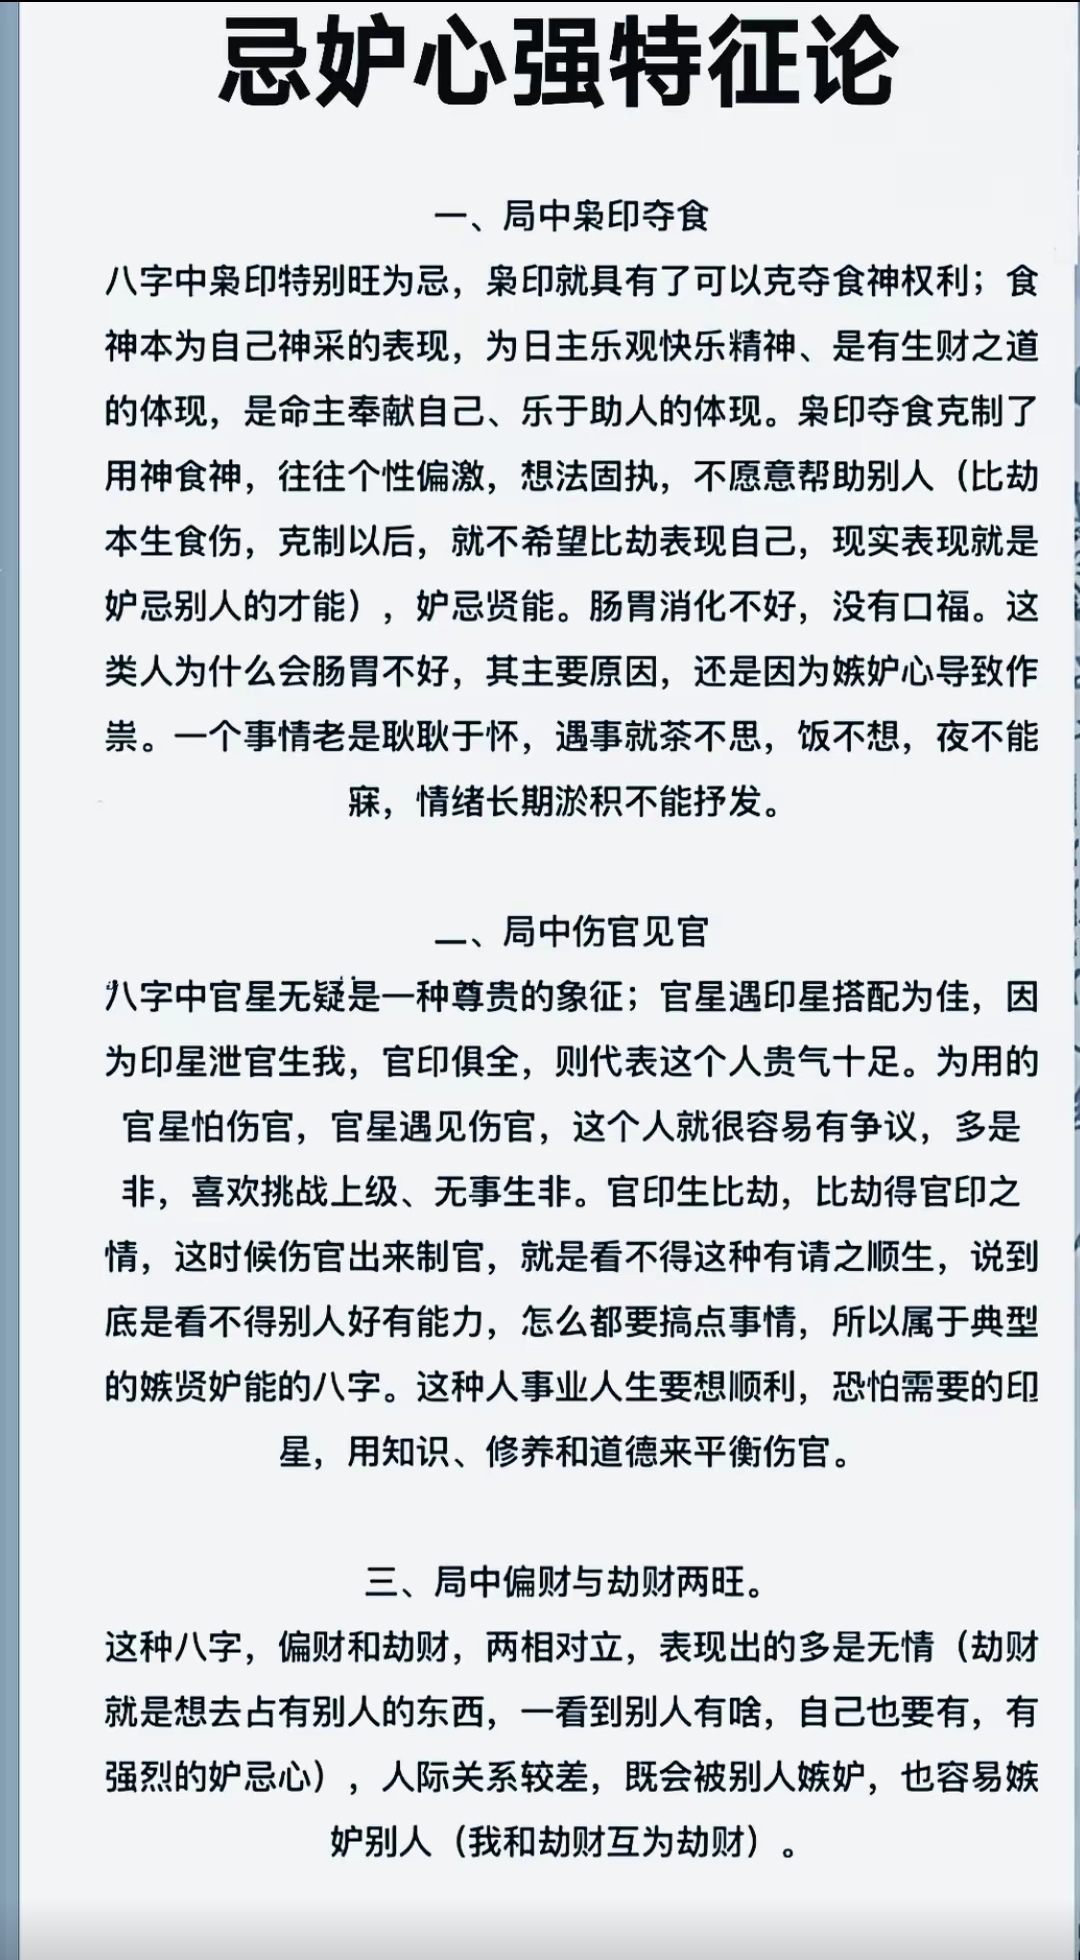 忌妒心强特征论
一、局中枭印夺食
八字中枭印特别旺为忌，枭印就具有了可以克夺食神权利；食
神本为自己神采的表现，为日主乐观快乐精神、是有生财之道
的体现，是命主奉献自己、乐于助人的体现。枭印夺食克制了
用神食神，往往个性偏激，想法固执，不愿意帮助别人（比劫
本生食伤，克制以后，就不希望比劫表现自己，现实表现就是
妒忌别人的才能），妒忌贤能。肠胃消化不好，没有口福。这
类人为什么会肠胃不好，其主要原因，还是因为嫉妒心导致作
祟。一个事情老是耿耿于怀，遇事就茶不思，饭不想，夜不能
寐，情绪长期淤积不能抒发。
二、局中伤官见官
八字中官星无疑是一种尊贵的象征；官星遇印星搭配为佳，因
为印星泄官生我，官印俱全，则代表这个人贵气十足。为用的
官星怕伤官，官星遇见伤官，这个人就很容易有争议，多是
非，喜欢挑战上级、无事生非。官印生比劫，比劫得官印之
情，这时候伤官出来制官，就是看不得这种有请之顺生，说到
底是看不得别人好有能力，怎么都要搞点事情，所以属于典型
的嫉贤妒能的八字。这种人事业人生要想顺利，恐怕需要的印
星，用知识、修养和道德来平衡伤官。
三、局中偏财与劫财两旺。
这种八字，偏财和劫财，两相对立，表现出的多是无情（劫财
就是想去占有别人的东西，一看到别人有啥，自己也要有，有
强烈的妒忌心），人际关系较差，既会被别人嫉妒，也容易嫉
妒别人（我和劫财互为劫财）。